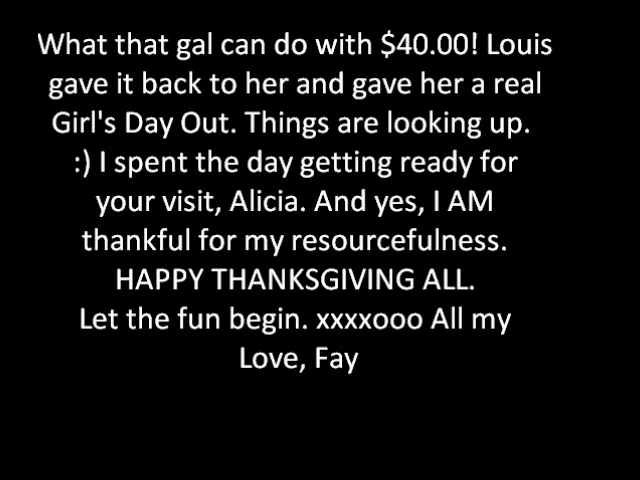 What that gal can do with $40.00! Louis
gave it back to her and gave her a real
Girl's Day Out. Things are looking up.
:) I spent the day getting ready for
your visit, Alicia. And yes, I AM
thankful for my resourcefulness.
HAPPY THANKSGIVING ALL.
Let the fun begin. xxxxooo All my
Love, Fay